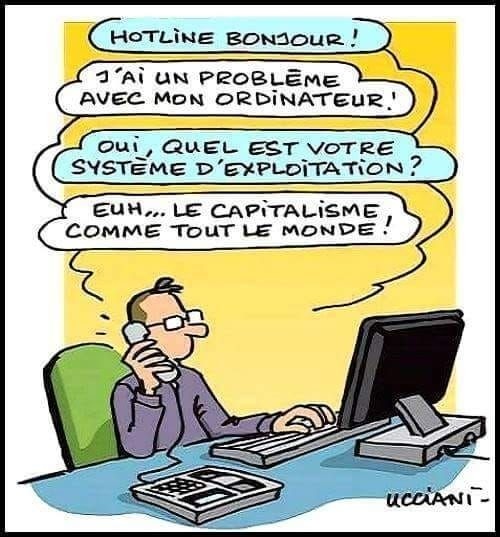 HOTLINE BONJOUR !
J'AI UN PROBLÈME
AVEC MON ORDINATEUR !
OUI, QUEL EST VOTRE
SYSTÈME D'EXPLOITATION ?
EUH... LE CAPITALISME
COMME TOUT LE MONDE !
UCCIANI